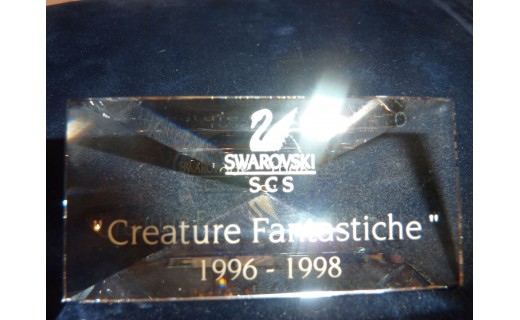 SWAROVSKI
SCS
"Creature Fantastiche"
1996 - 1998